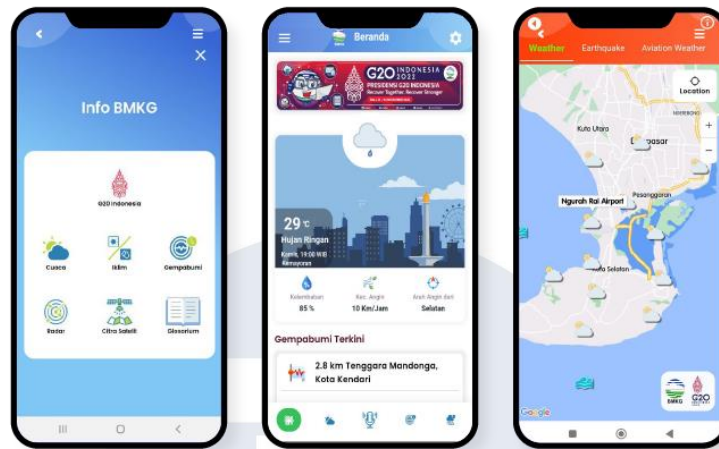 Info BMKG
G20 Indonesia
Cuaca
Iklim
Gempabumi
Radar
Citra Satelit
Glosarium
BMKG
Beranda
G20 INDONESIA 2022
PRESIDENSI G20 INDONESIA
Recover Together, Recover Stronger
29 °C
Hujan Ringan
Kamis, 19:00 WIB
Kemayoran
Kelembaban
Kec. Angin
Arah Angin dari
85 %
10 Km/Jam
Selatan
Gempabumi Terkini
2.8 km Tenggara Mandonga,
Kota Kendari
Weather
Earthquake
Aviation Weather
Location
Kuta Utara
Pesanggaran
Ngurah Rai Airport
Kuta Selatan
Google
BMKG
G20